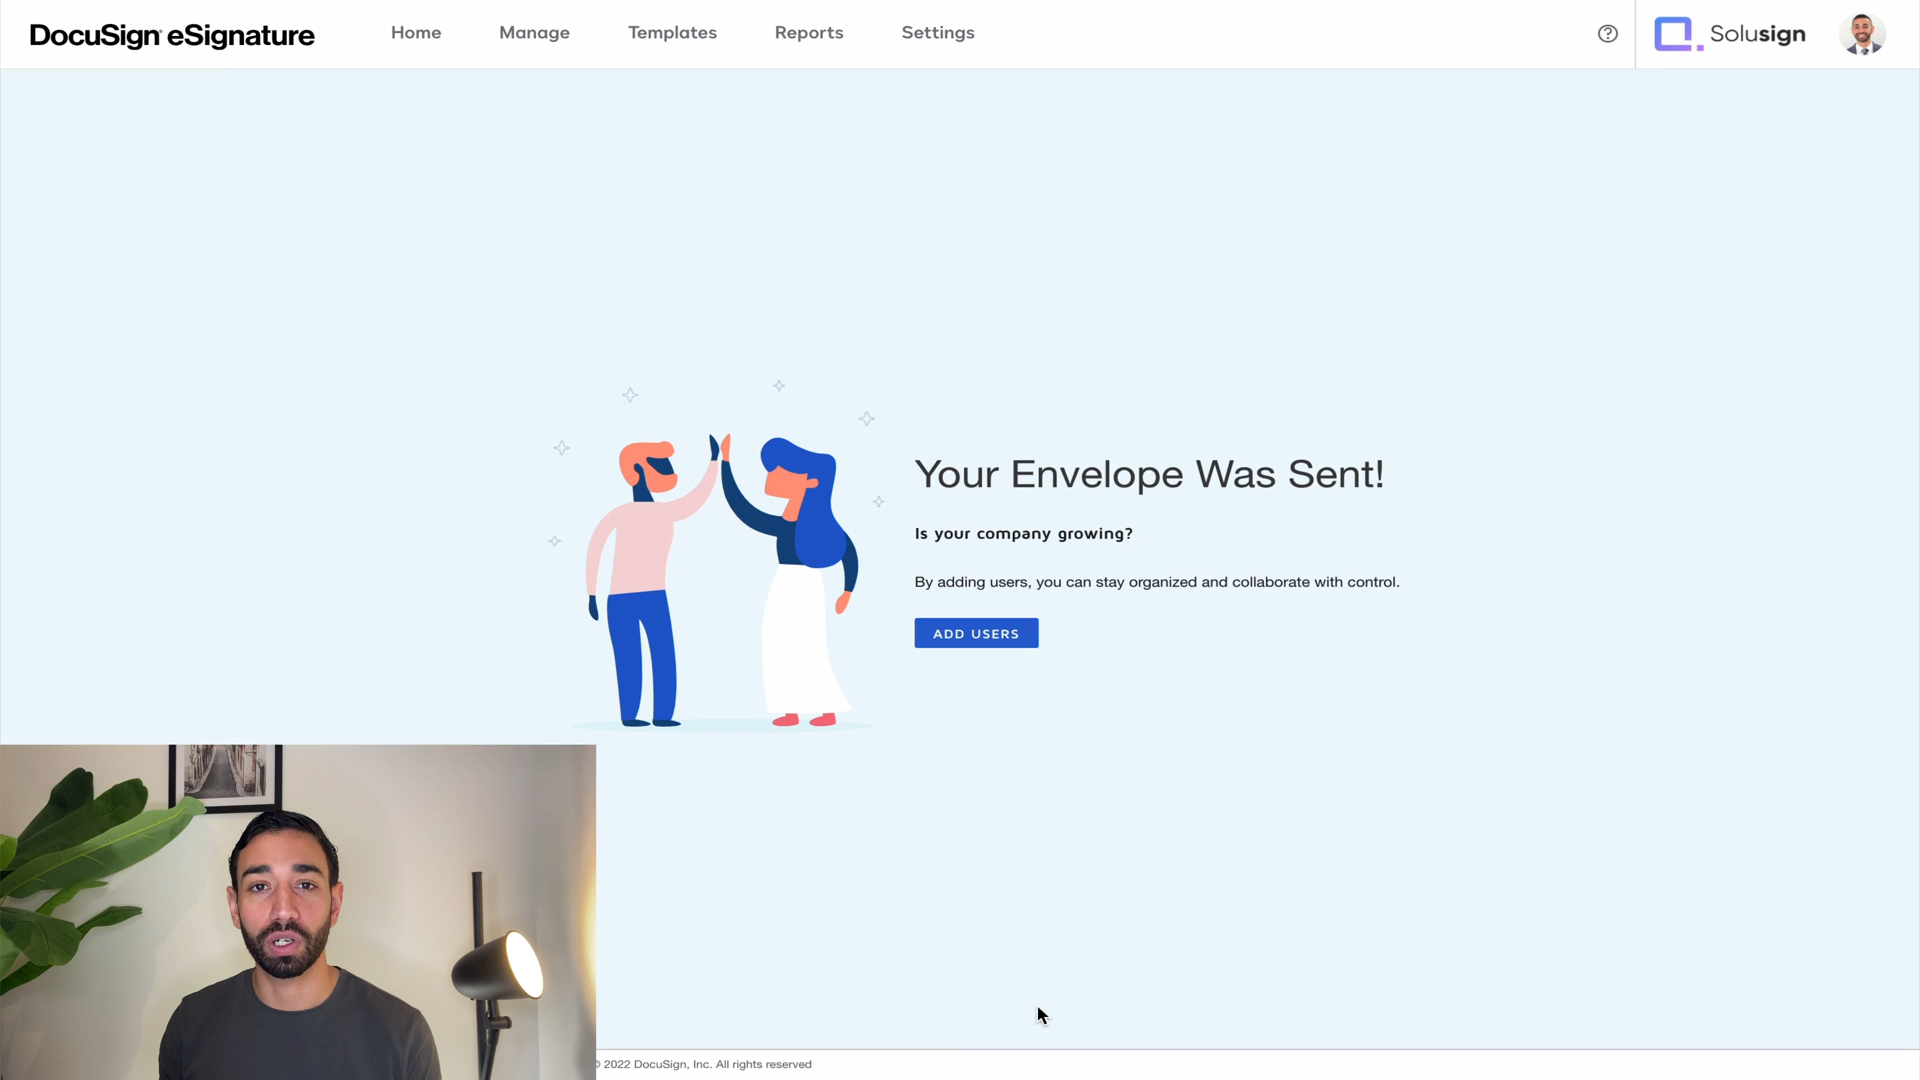 DocuSign eSignature
Home
Manage
Templates
Reports
Settings
Solusign
Your Envelope Was Sent!
Is your company growing?
By adding users, you can stay organized and collaborate with control.
ADD USERS
© 2022 DocuSign, Inc. All rights reserved